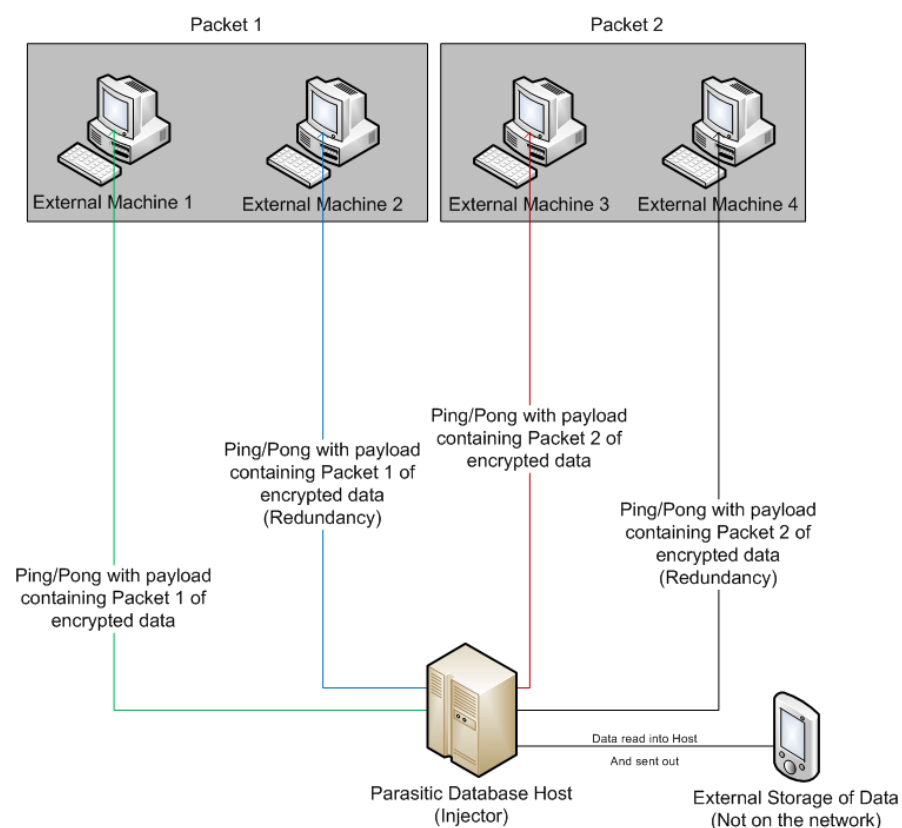 Packet 1
Packet 2
External Machine 1
External Machine 2
External Machine 3
External Machine 4
Ping/Pong with payload
containing Packet 2 of
encrypted data
Ping/Pong with payload
containing Packet 1 of
encrypted data
(Redundancy)
Ping/Pong with payload
containing Packet 2 of
encrypted data
(Redundancy)
Ping/Pong with payload
containing Packet 1 of
encrypted data
Data read into Host
And sent out
Parasitic Database Host
(Injector)
External Storage of Data
(Not on the network)